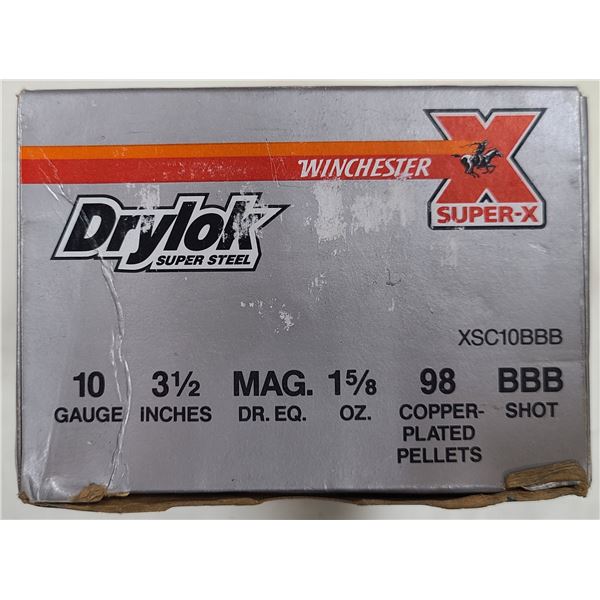 WINCHESTER
X
SUPER-X
Drylok
SUPER STEEL
XSC10BBB
10 3½ MAG. 1⅝ 98 BBB
GAUGE INCHES DR. EQ. OZ. COPPER- SHOT
PLATED
PELLETS